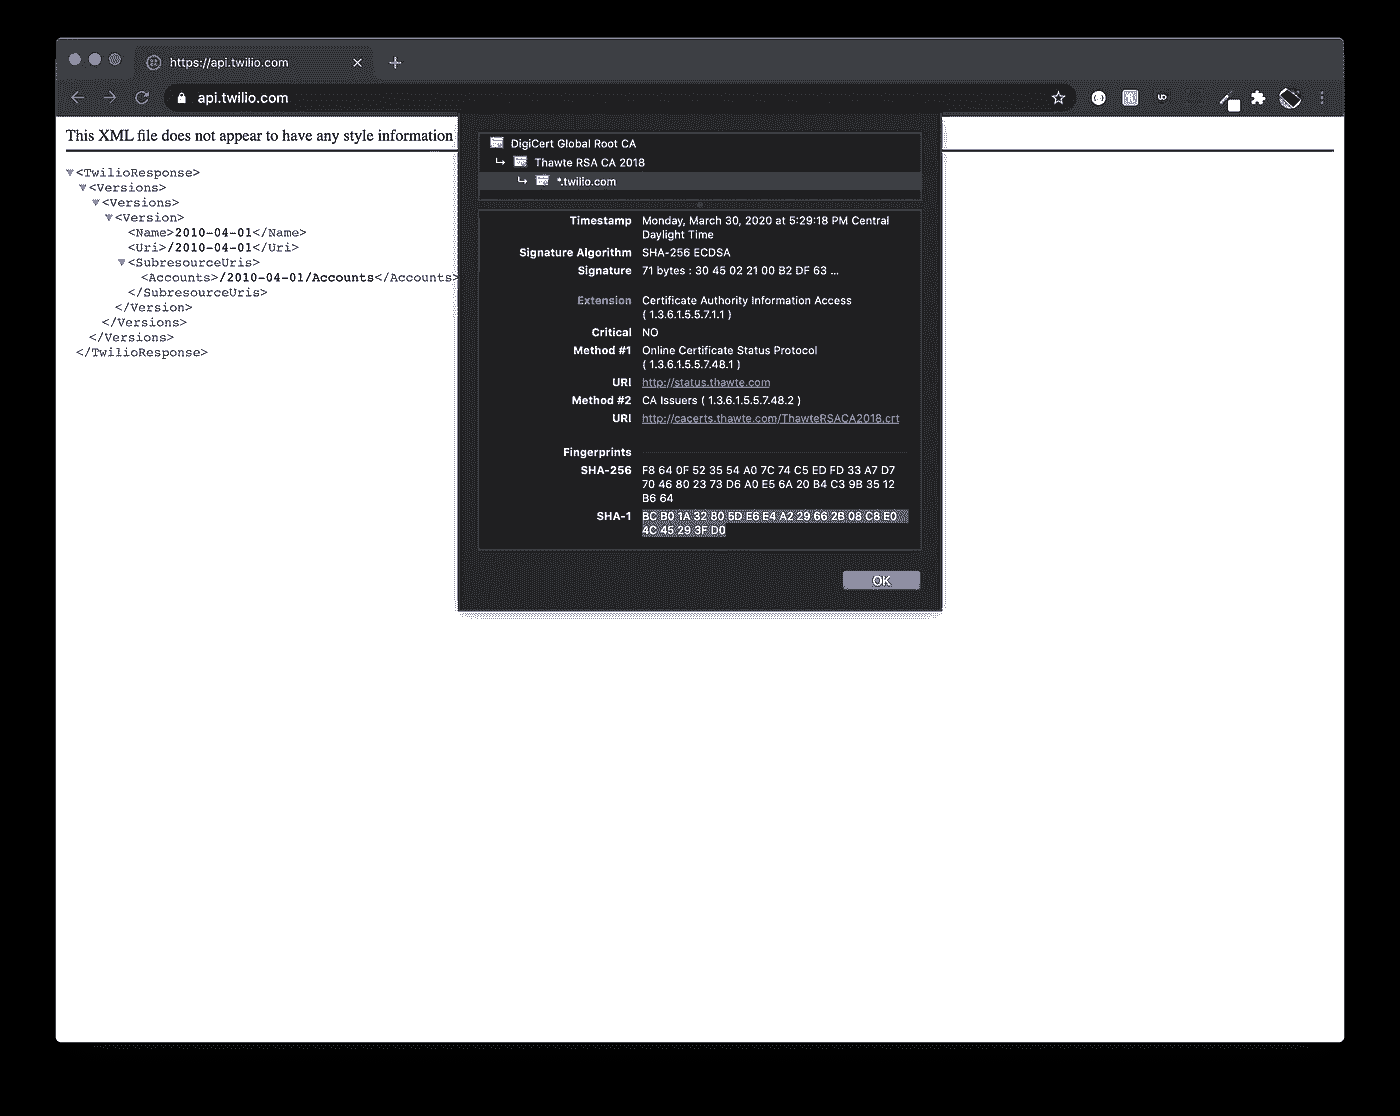 https://api.twilio.com
api.twilio.com
This XML file does not appear to have any style information
<TwilioResponse>
<Versions>
<Versions>
<Version>
<Name>2010-04-01</Name>
<Uri>/2010-04-01</Uri>
<SubresourceUris>
<Accounts>/2010-04-01/Accounts</Accounts>
</SubresourceUris>
</Version>
</Versions>
</Versions>
</TwilioResponse>
DigiCert Global Root CA
Thawte RSA CA 2018
*.twilio.com
Timestamp Monday, March 30, 2020 at 5:29:18 PM Central
Daylight Time
Signature Algorithm SHA-256 ECDSA
Signature 71 bytes : 30 45 02 21 00 B2 DF 63 ...
Extension Certificate Authority Information Access
( 1.3.6.1.5.5.7.1.1 )
Critical NO
Method #1 Online Certificate Status Protocol
( 1.3.6.1.5.5.7.48.1 )
URI http://status.thawte.com
Method #2 CA Issuers ( 1.3.6.1.5.5.7.48.2 )
URI http://cacerts.thawte.com/ThawteRSACA2018.crt
Fingerprints
SHA-256 F8 64 0F 52 35 54 A0 7C 74 C5 ED FD 33 A7 D7
70 46 80 23 73 D6 A0 E5 6A 20 B4 C3 9B 35 12
B6 64
SHA-1 BC B0 1A 32 80 5D E6 E4 A2 29 66 2B 08 C8 E0
4C 45 29 3F D0
OK